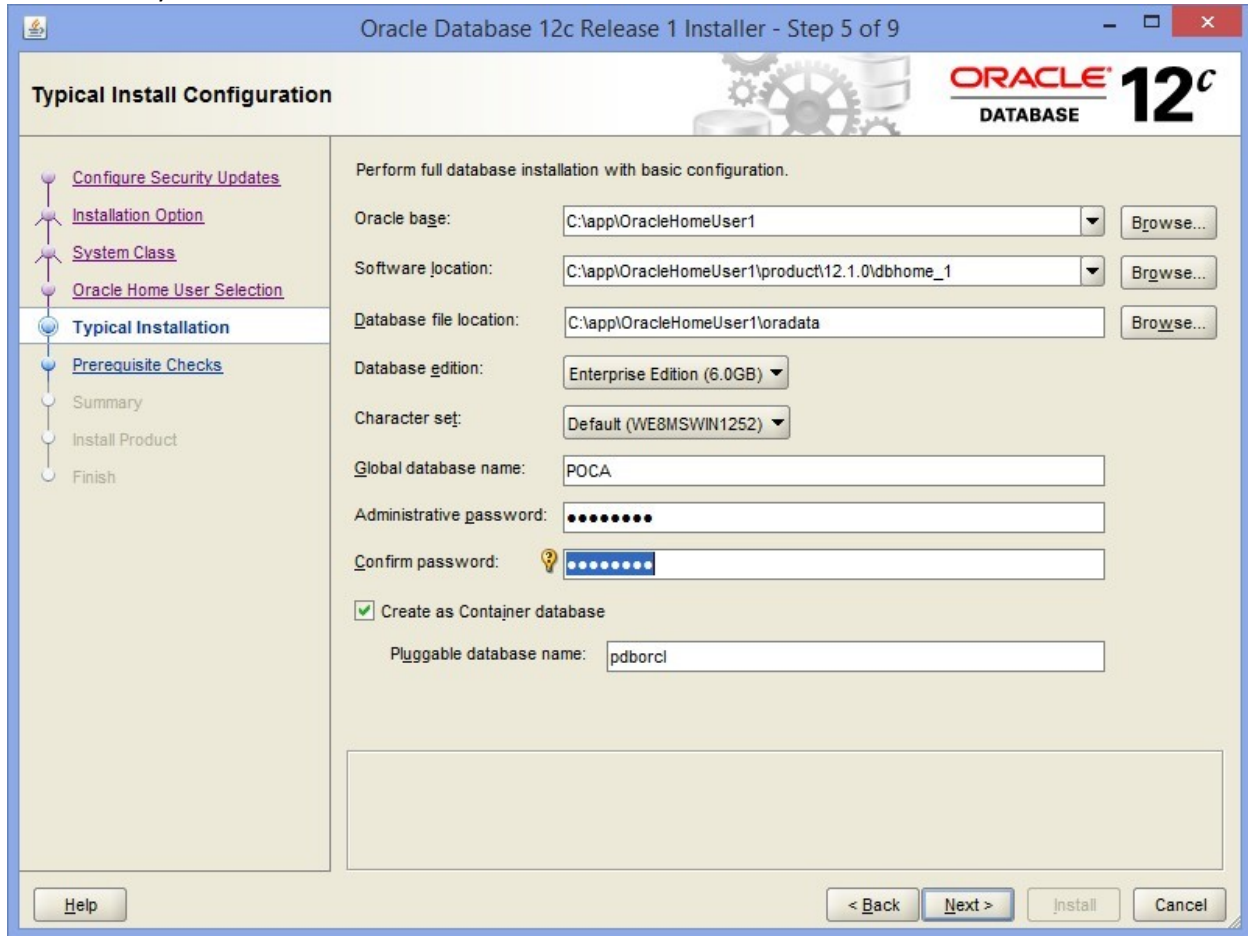 Oracle Database 12c Release 1 Installer - Step 5 of 9
Typical Install Configuration
ORACLE DATABASE 12c
Configure Security Updates
Installation Option
System Class
Oracle Home User Selection
Typical Installation
Prerequisite Checks
Summary
Install Product
Finish
Perform full database installation with basic configuration.
Oracle base: C:\app\OracleHomeUser1 Browse...
Software location: C:\app\OracleHomeUser1\product\12.1.0\dbhome_1 Browse...
Database file location: C:\app\OracleHomeUser1\oradata Browse...
Database edition: Enterprise Edition (6.0GB)
Character set: Default (WE8MSWIN1252)
Global database name: POCA
Administrative password: ●●●●●●●●
Confirm password: ●●●●●●●●
Create as Container database
Pluggable database name: pdborcl
Help < Back Next > Install Cancel